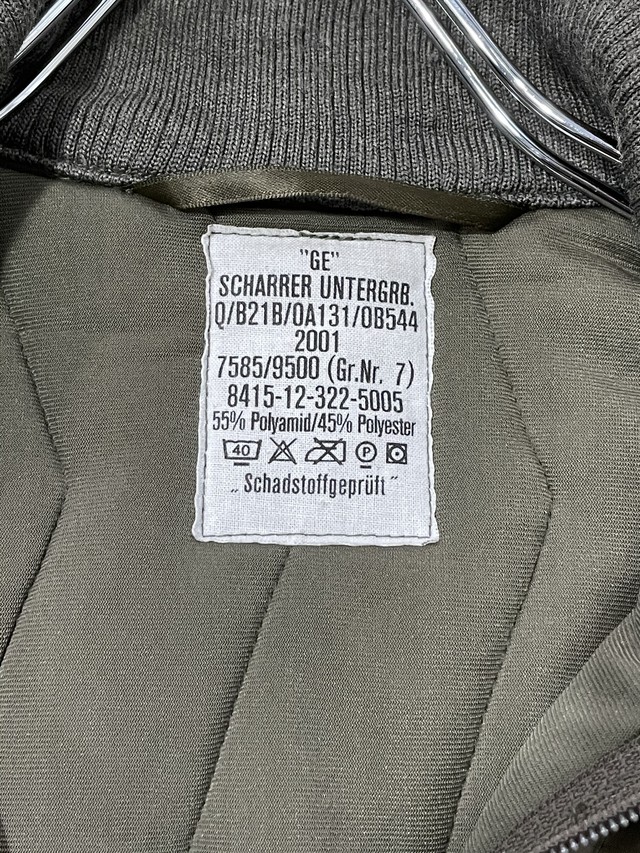 "GE"
SCHARRER UNTERGRB.
Q/B21B/0A131/0B544
2001
7585/9500 (Gr.Nr. 7)
8415-12-322-5005
55% Polyamid/45% Polyester
40 P
„Schadstoffgeprüft"